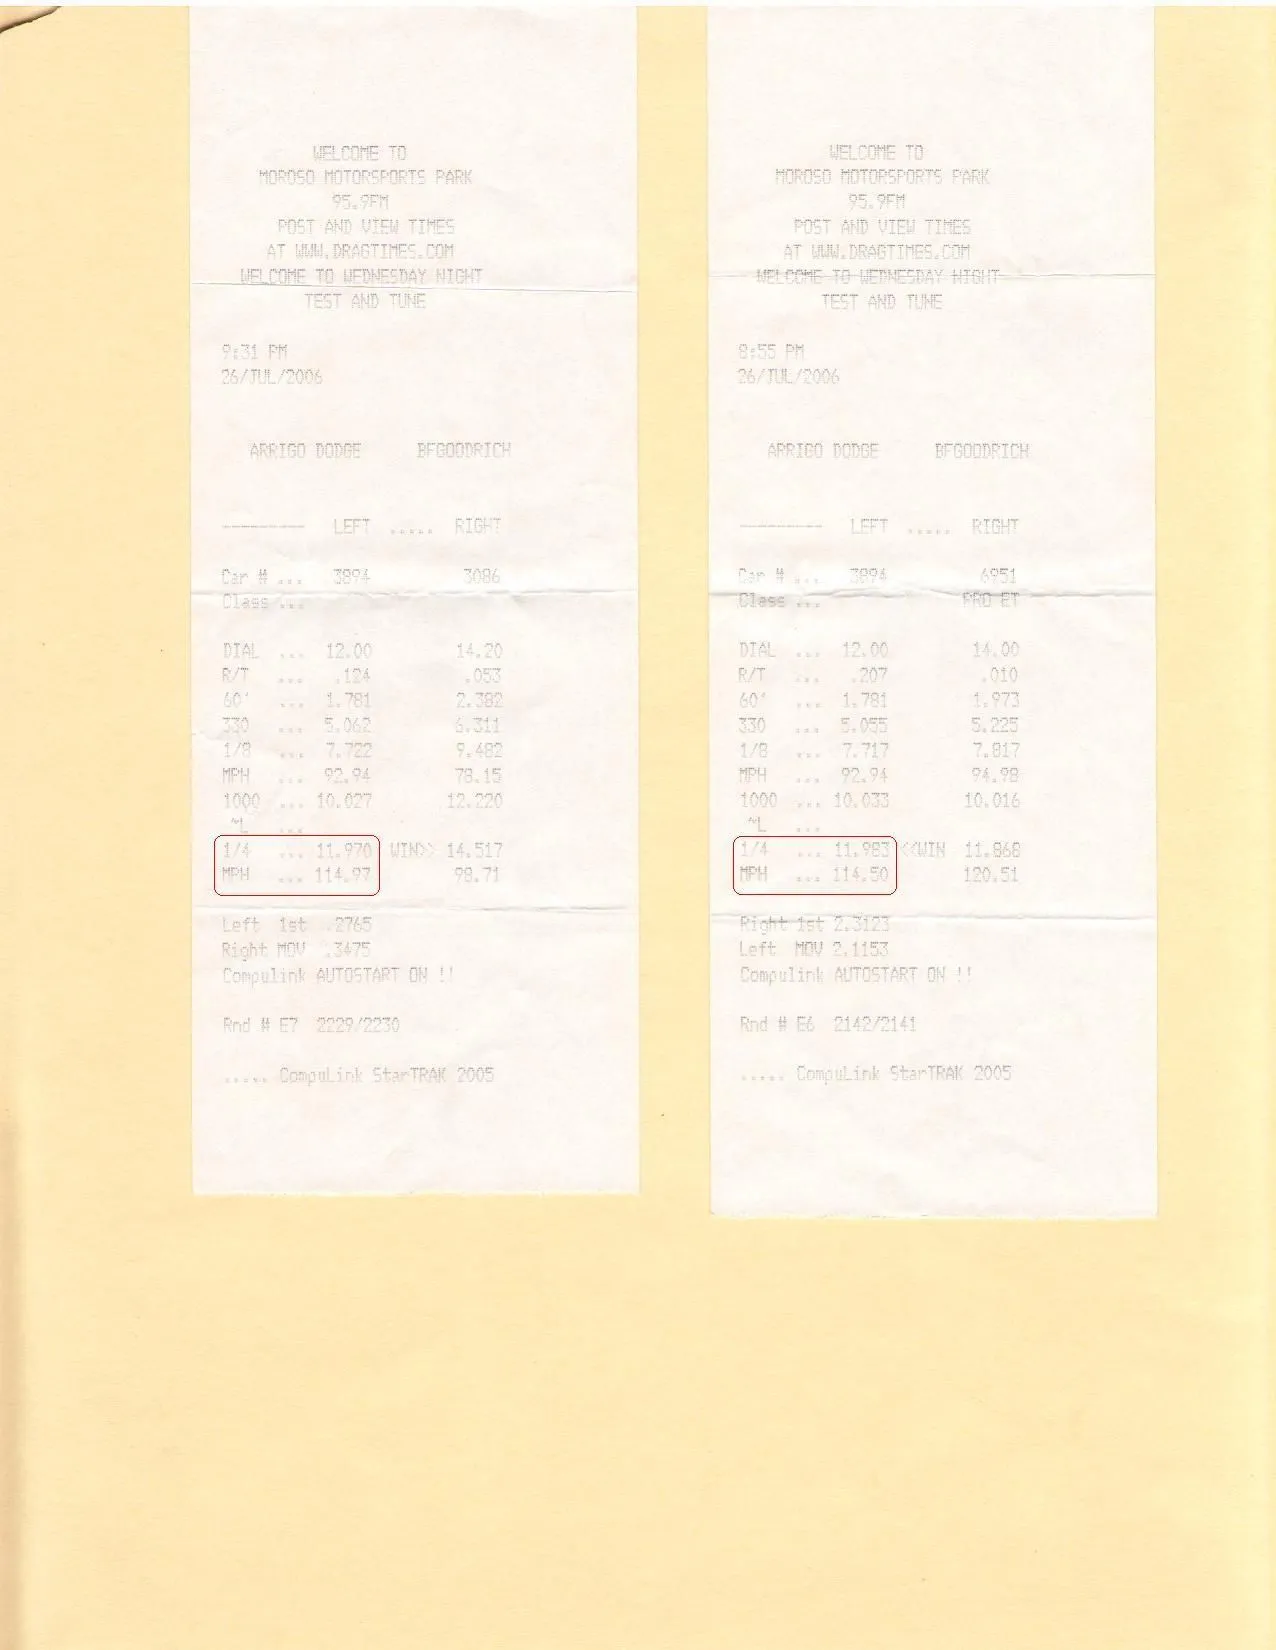 WELCOME TO
MOROSO MOTORSPORTS PARK
95.9FM
POST AND VIEW TIMES
AT WWW.DRAGTIMES.COM
WELCOME TO WEDNESDAY NIGHT
TEST AND TUNE
9:31 PM
26/JUL/2006
ARRIGO DODGE BFGOODRICH
---------- LEFT ..... RIGHT
Car # ... 3894 3086
Class ...
DIAL ... 12.00 14.20
R/T ... .124 .053
60' ... 1.781 2.382
330 ... 5.062 6.311
1/8 ... 7.722 9.482
MPH ... 92.94 78.15
1000 ... 10.027 12.220
^L ...
1/4 ... 11.970 WIN>> 14.517
MPH ... 114.97 98.71
Left 1st .2765
Right MOV .3475
Compulink AUTOSTART ON !!
Rnd # E7 2229/2230
..... CompuLink StarTRAK 2005
WELCOME TO
MOROSO MOTORSPORTS PARK
95.9FM
POST AND VIEW TIMES
AT WWW.DRAGTIMES.COM
WELCOME TO WEDNESDAY NIGHT
TEST AND TUNE
8:55 PM
26/JUL/2006
ARRIGO DODGE BFGOODRICH
---------- LEFT ..... RIGHT
Car # ... 3894 6951
Class ... PRO ET
DIAL ... 12.00 14.00
R/T ... .207 .010
60' ... 1.781 1.973
330 ... 5.055 5.225
1/8 ... 7.717 7.817
MPH ... 92.94 94.98
1000 ... 10.033 10.016
^L ...
1/4 ... 11.983 <<WIN 11.868
MPH ... 114.50 120.51
Right 1st 2.3123
Left MOV 2.1153
Compulink AUTOSTART ON !!
Rnd # E6 2142/2141
..... CompuLink StarTRAK 2005